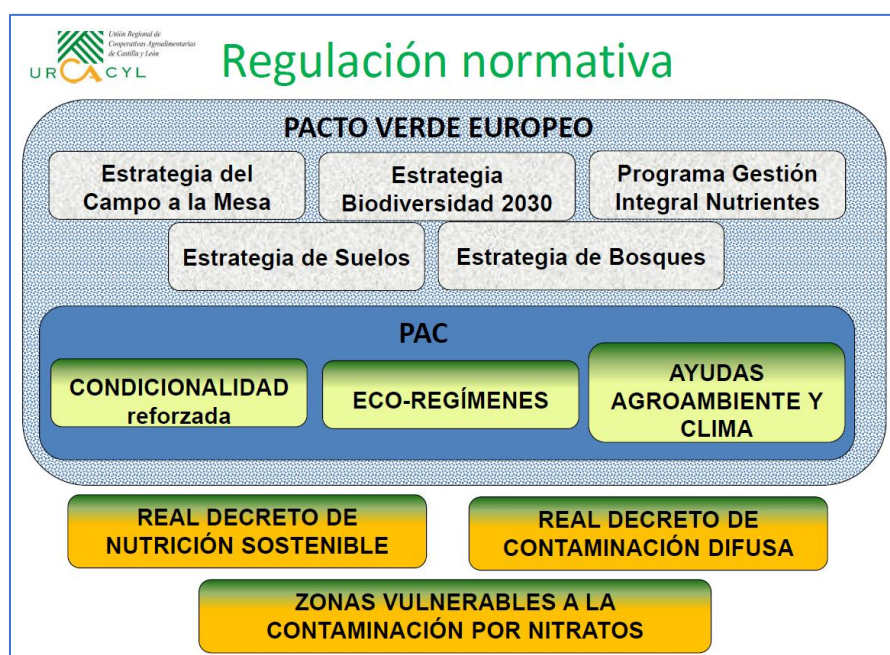 Unión Regional de
Cooperativas Agroalimentarias
de Castilla y León
URCACYL
Regulación normativa
PACTO VERDE EUROPEO
Estrategia del
Campo a la Mesa
Estrategia
Biodiversidad 2030
Programa Gestión
Integral Nutrientes
Estrategia de Suelos
Estrategia de Bosques
PAC
CONDICIONALIDAD
reforzada
ECO-REGÍMENES
AYUDAS
AGROAMBIENTE Y
CLIMA
REAL DECRETO DE
NUTRICIÓN SOSTENIBLE
REAL DECRETO DE
CONTAMINACIÓN DIFUSA
ZONAS VULNERABLES A LA
CONTAMINACIÓN POR NITRATOS